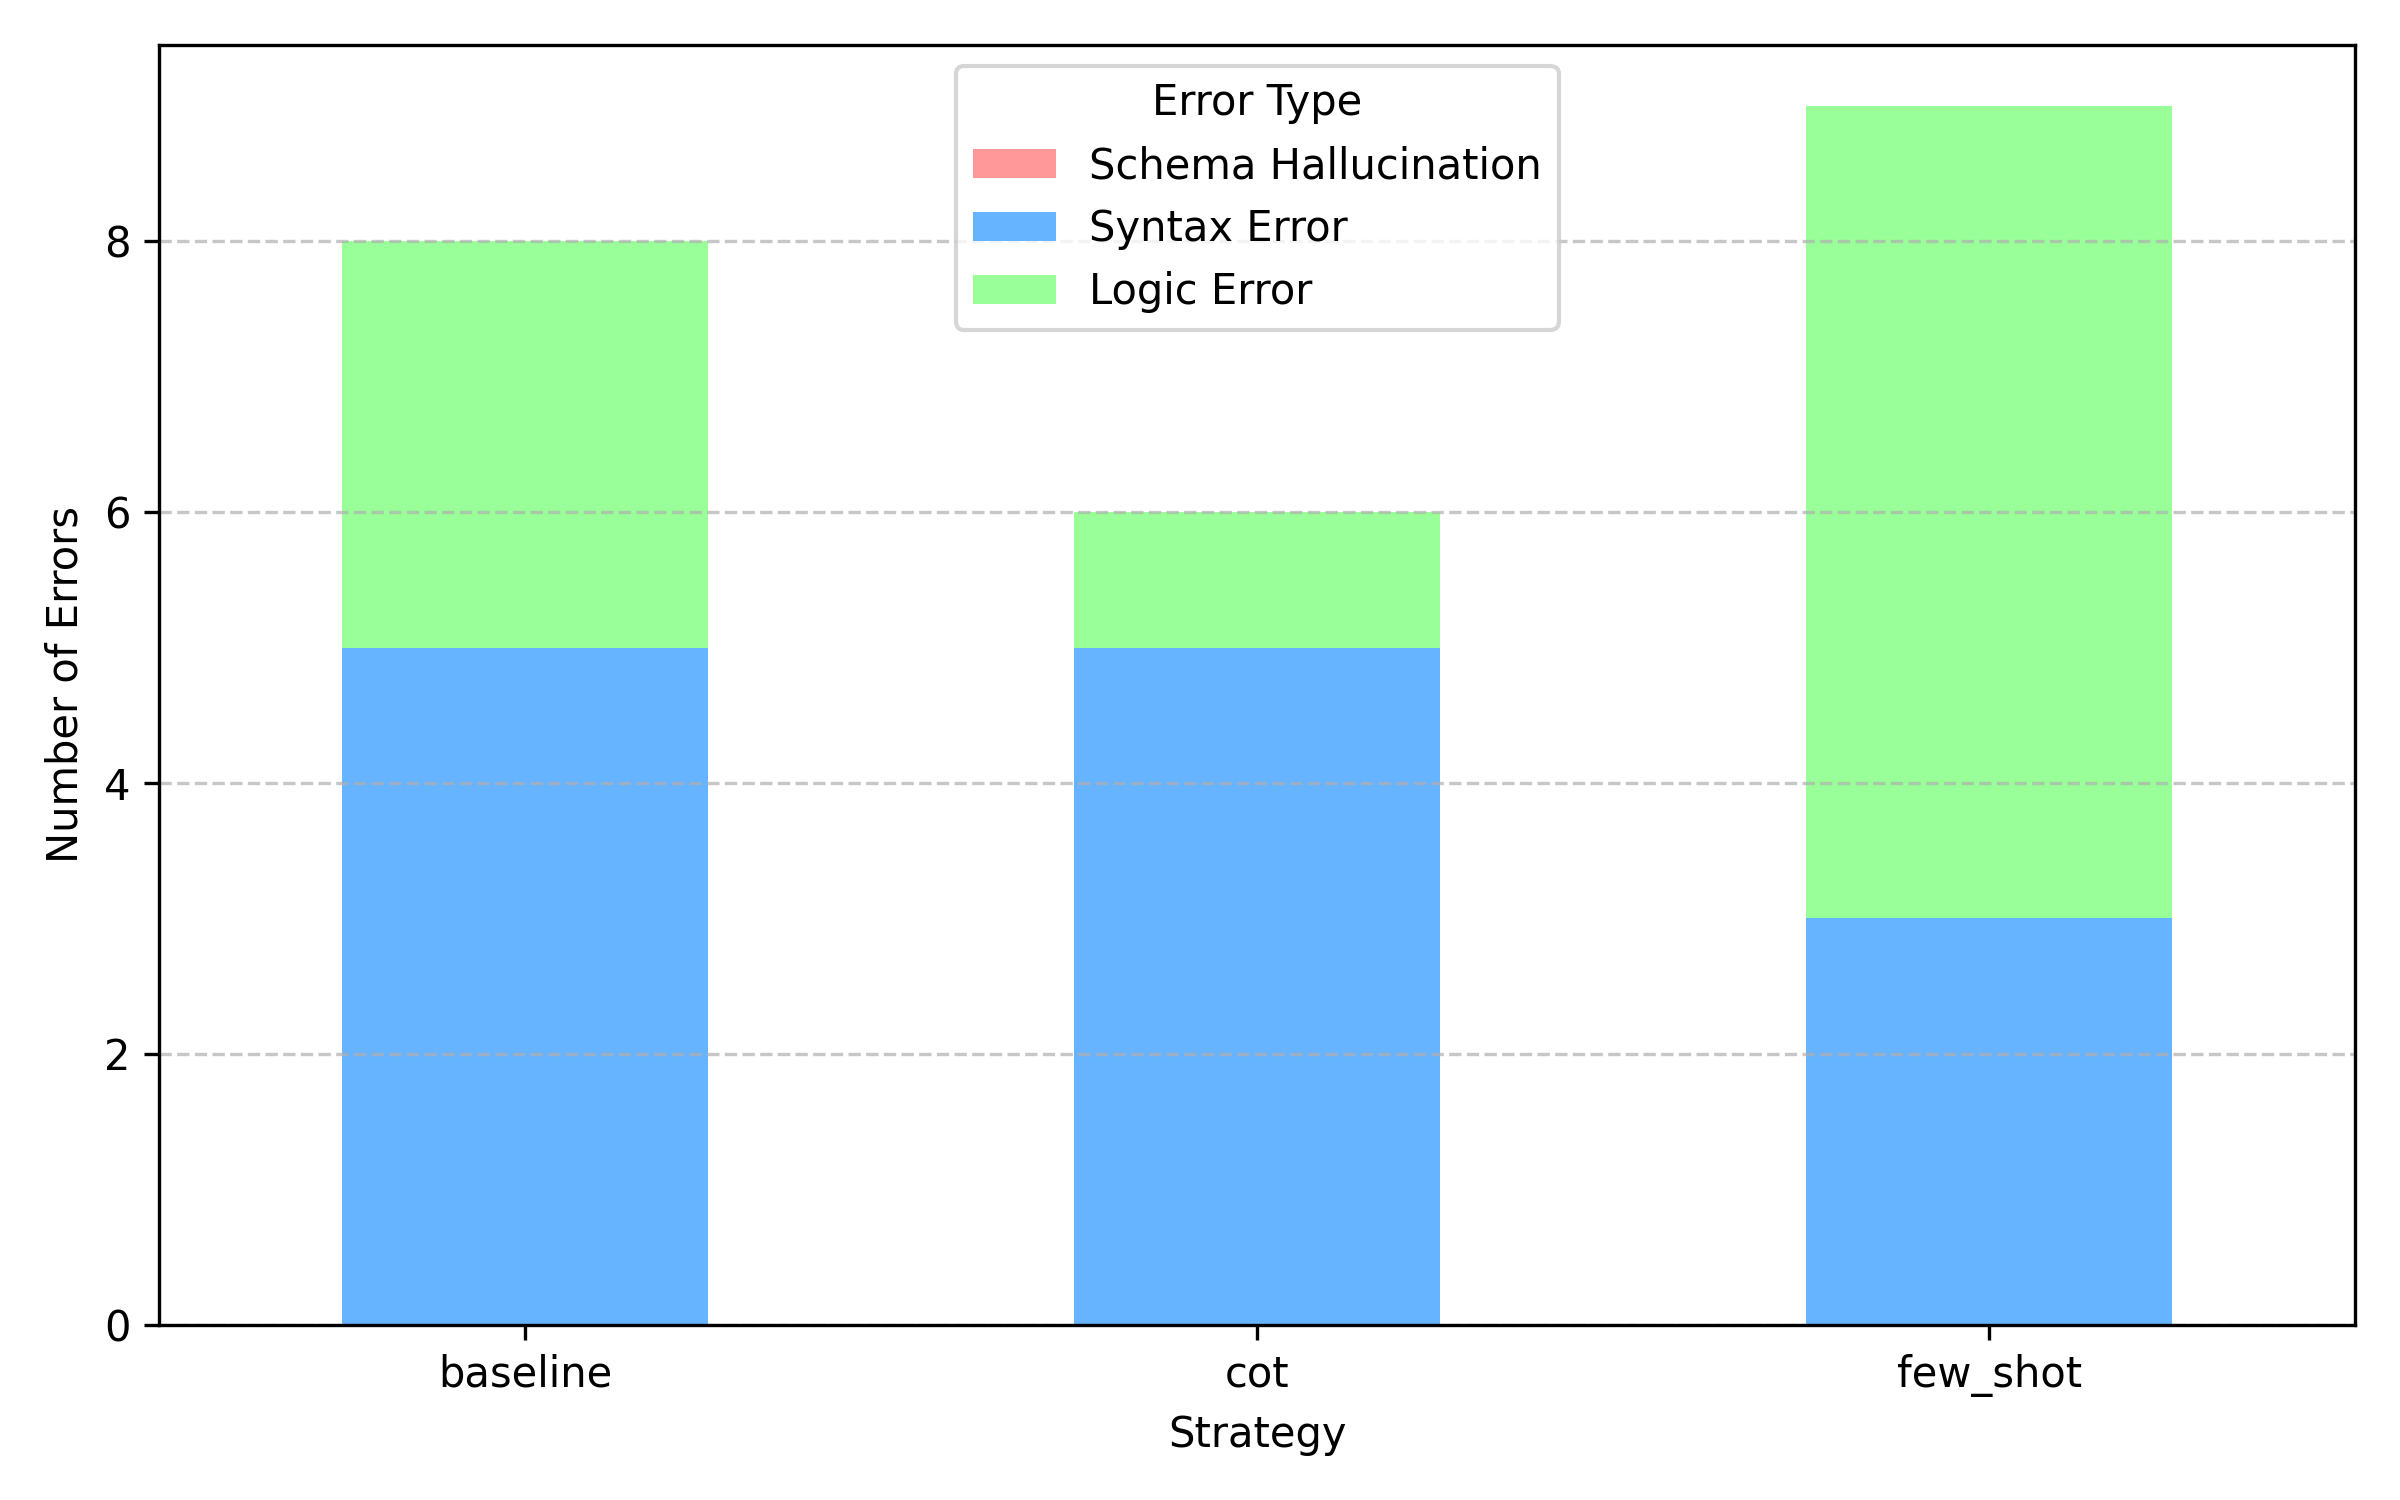 Error Type
Schema Hallucination
Syntax Error
Logic Error
Number of Errors
8
6
4
2
0
baseline
cot
few_shot
Strategy